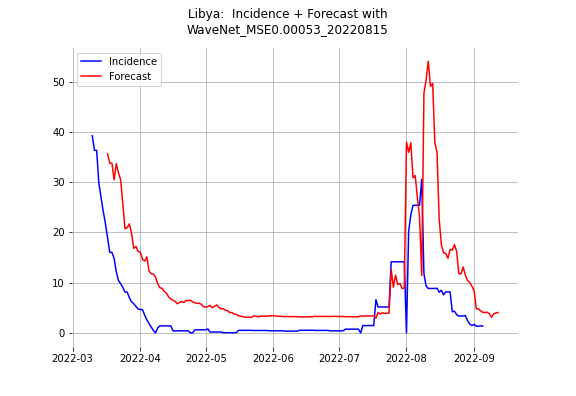 Libya:  Incidence + Forecast with
WaveNet_MSE0.00053_20220815
Incidence
Forecast
50
40
30
20
10
0
2022-03 2022-04 2022-05 2022-06 2022-07 2022-08 2022-09